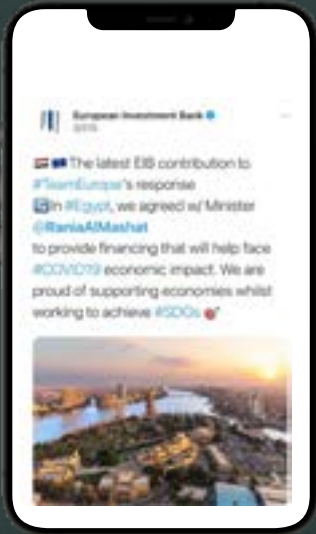 European Investment Bank
@EIB
The latest EIB contribution to
#TeamEurope's response
In #Egypt, we agreed w/ Minister
@RaniaAlMashat
to provide financing that will help face
#COVID19 economic impact. We are
proud of supporting economies whilst
working to achieve #SDGs